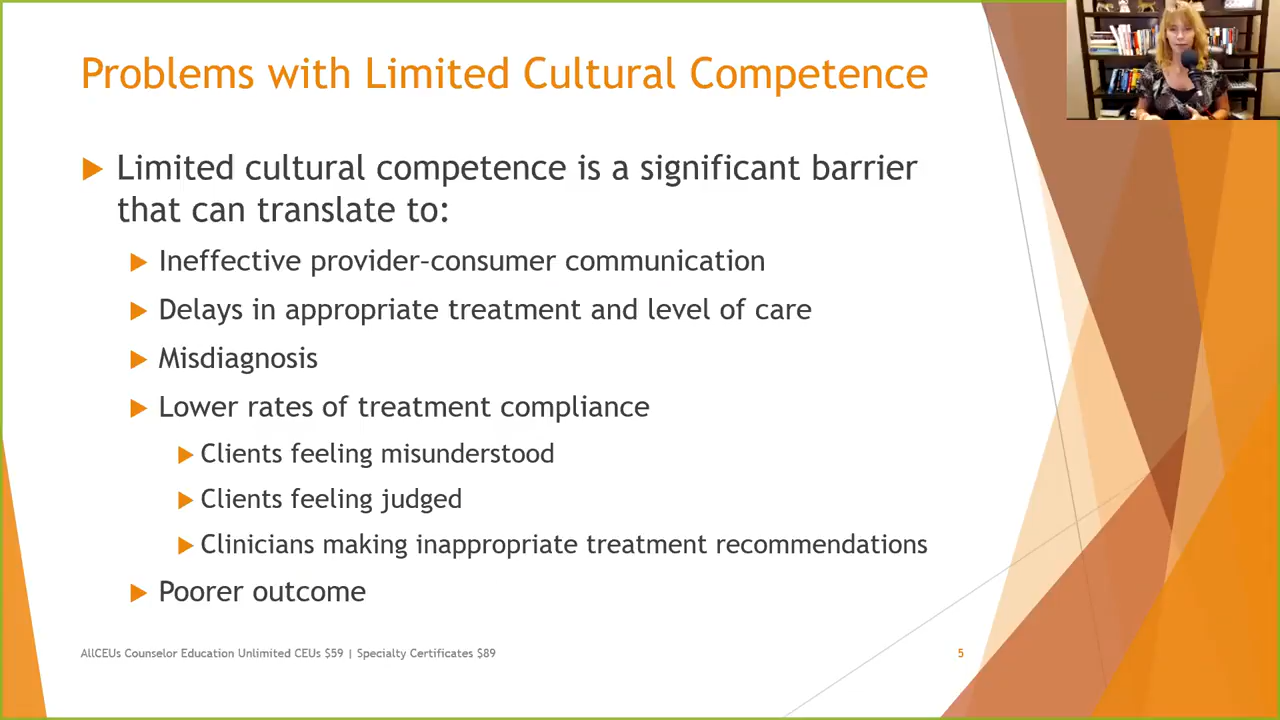 Problems with Limited Cultural Competence
Limited cultural competence is a significant barrier
that can translate to:
Ineffective provider–consumer communication
Delays in appropriate treatment and level of care
Misdiagnosis
Lower rates of treatment compliance
Clients feeling misunderstood
Clients feeling judged
Clinicians making inappropriate treatment recommendations
Poorer outcome
AllCEUs Counselor Education Unlimited CEUs $59 | Specialty Certificates $89
5